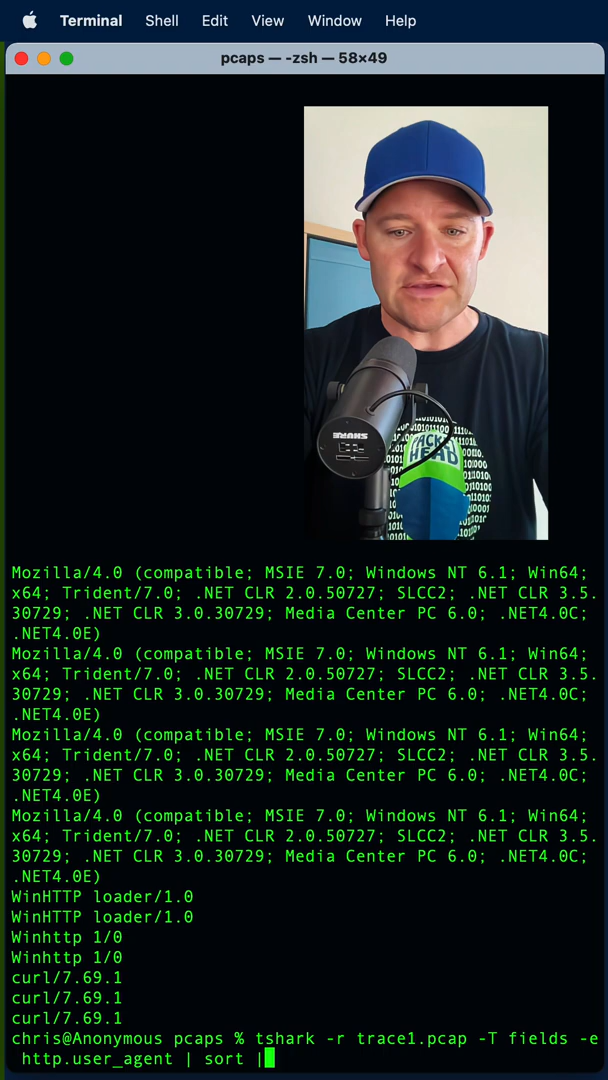 Terminal Shell Edit View Window Help
pcaps — -zsh — 58×49
SHURE
PACKET
HEAD
Mozilla/4.0 (compatible; MSIE 7.0; Windows NT 6.1; Win64;
x64; Trident/7.0; .NET CLR 2.0.50727; SLCC2; .NET CLR 3.5.
30729; .NET CLR 3.0.30729; Media Center PC 6.0; .NET4.0C;
.NET4.0E)
Mozilla/4.0 (compatible; MSIE 7.0; Windows NT 6.1; Win64;
x64; Trident/7.0; .NET CLR 2.0.50727; SLCC2; .NET CLR 3.5.
30729; .NET CLR 3.0.30729; Media Center PC 6.0; .NET4.0C;
.NET4.0E)
Mozilla/4.0 (compatible; MSIE 7.0; Windows NT 6.1; Win64;
x64; Trident/7.0; .NET CLR 2.0.50727; SLCC2; .NET CLR 3.5.
30729; .NET CLR 3.0.30729; Media Center PC 6.0; .NET4.0C;
.NET4.0E)
Mozilla/4.0 (compatible; MSIE 7.0; Windows NT 6.1; Win64;
x64; Trident/7.0; .NET CLR 2.0.50727; SLCC2; .NET CLR 3.5.
30729; .NET CLR 3.0.30729; Media Center PC 6.0; .NET4.0C;
.NET4.0E)
WinHTTP loader/1.0
WinHTTP loader/1.0
Winhttp 1/0
Winhttp 1/0
curl/7.69.1
curl/7.69.1
curl/7.69.1
chris@Anonymous pcaps % tshark -r trace1.pcap -T fields -e
http.user_agent | sort |